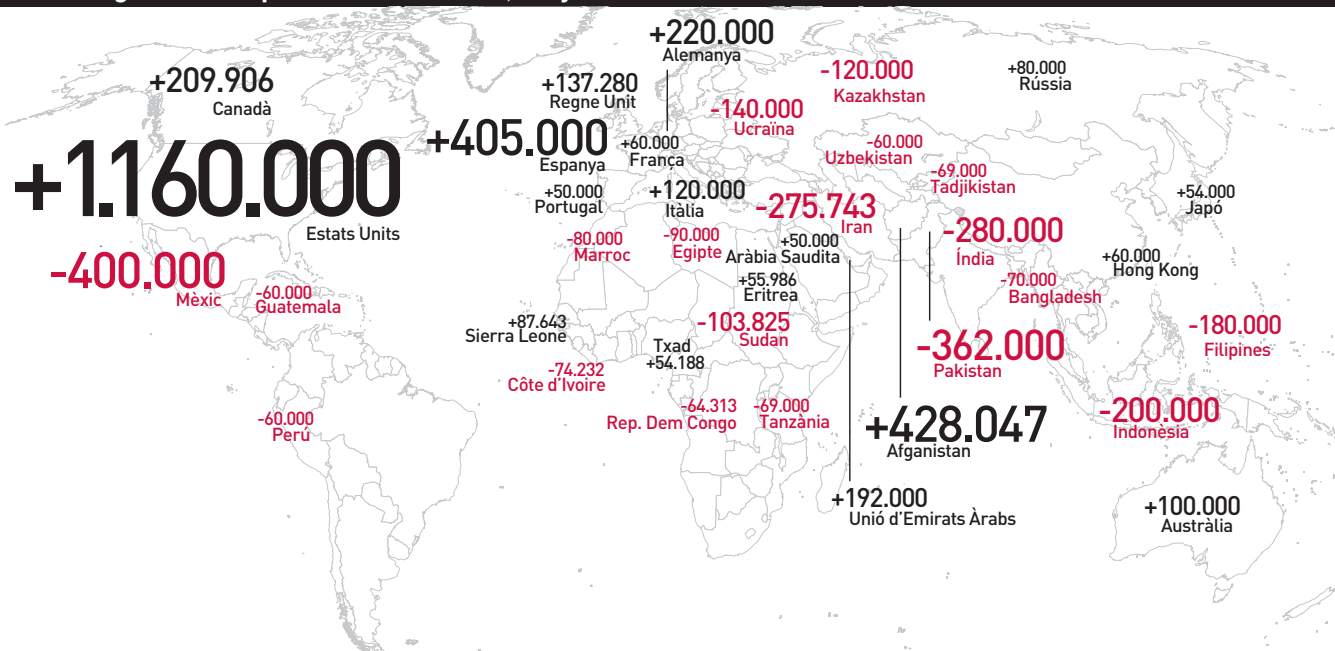 +220.000
Alemanya
+209.906
Canadà
+137.280
Regne Unit
-120.000
Kazakhstan
+80.000
Rússia
-140.000
Ucraïna
+1.160.000
Estats Units
+405.000
Espanya
+60.000
França
-60.000
Uzbekistan
-69.000
Tadjikistan
+50.000
Portugal
+120.000
Itàlia
-275.743
Iran
+54.000
Japó
-400.000
Mèxic
-80.000
Marroc
-90.000
Egipte
+50.000
Aràbia Saudita
-280.000
Índia
+60.000
Hong Kong
-60.000
Guatemala
+55.986
Eritrea
-70.000
Bangladesh
+87.643
Sierra Leone
-103.825
Sudan
Txad
+54.188
-362.000
Pakistan
-180.000
Filipines
-74.232
Côte d'Ivoire
-60.000
Perú
-64.313
Rep. Dem Congo
-69.000
Tanzània
+428.047
Afganistan
-200.000
Indonèsia
+192.000
Unió d'Emirats Àrabs
+100.000
Austràlia